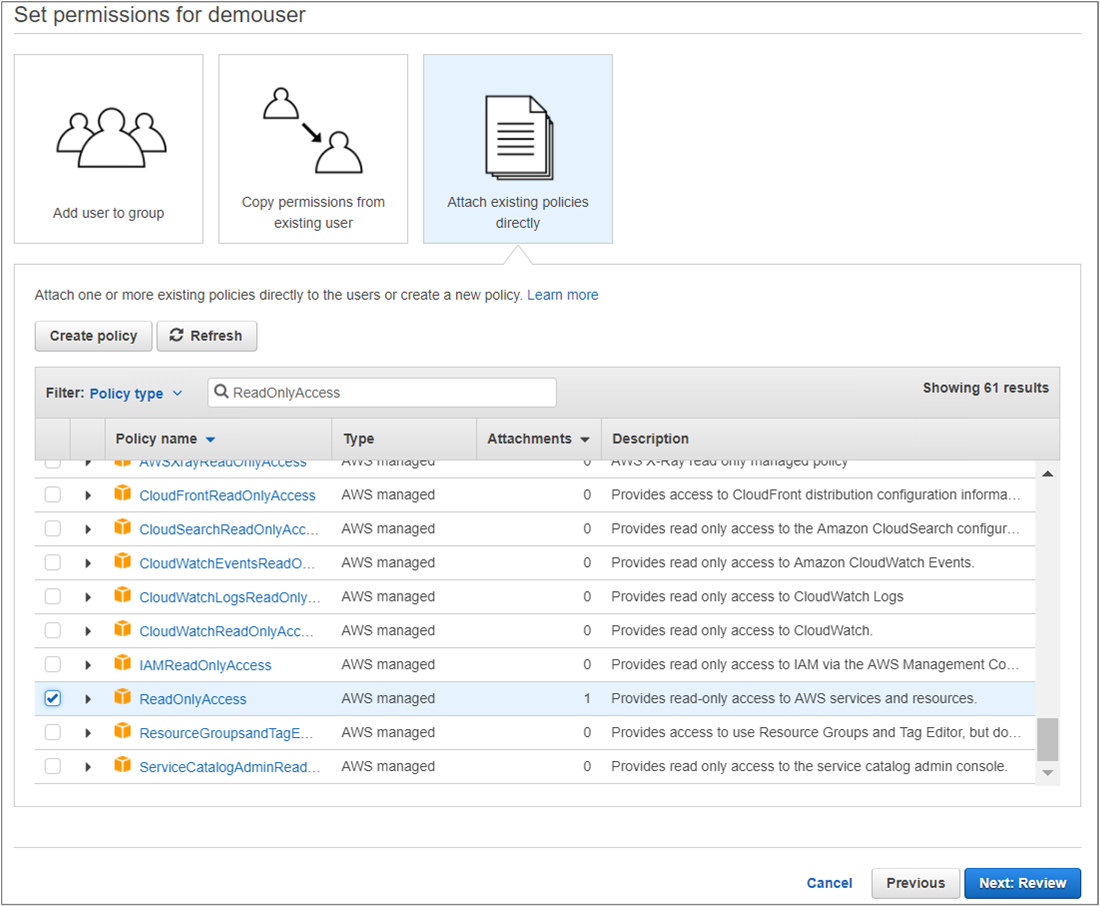 Set permissions for demouser
Add user to group
Copy permissions from
existing user
Attach existing policies
directly
Attach one or more existing policies directly to the users or create a new policy. Learn more
Create policy Refresh
Filter: Policy type ReadOnlyAccess Showing 61 results
Policy name Type Attachments Description
AWSXrayReadOnlyAccess AWS managed 0 AWS X-Ray read only managed policy
CloudFrontReadOnlyAccess AWS managed 0 Provides access to CloudFront distribution configuration informa…
CloudSearchReadOnlyAcc… AWS managed 0 Provides read only access to the Amazon CloudSearch configur…
CloudWatchEventsReadO… AWS managed 0 Provides read only access to Amazon CloudWatch Events.
CloudWatchLogsReadOnly… AWS managed 0 Provides read only access to CloudWatch Logs
CloudWatchReadOnlyAcc… AWS managed 0 Provides read only access to CloudWatch.
IAMReadOnlyAccess AWS managed 0 Provides read only access to IAM via the AWS Management Co…
ReadOnlyAccess AWS managed 1 Provides read-only access to AWS services and resources.
ResourceGroupsandTagE… AWS managed 0 Provides access to use Resource Groups and Tag Editor, but do…
ServiceCatalogAdminRead… AWS managed 0 Provides read only access to the service catalog admin console.
Cancel Previous Next: Review